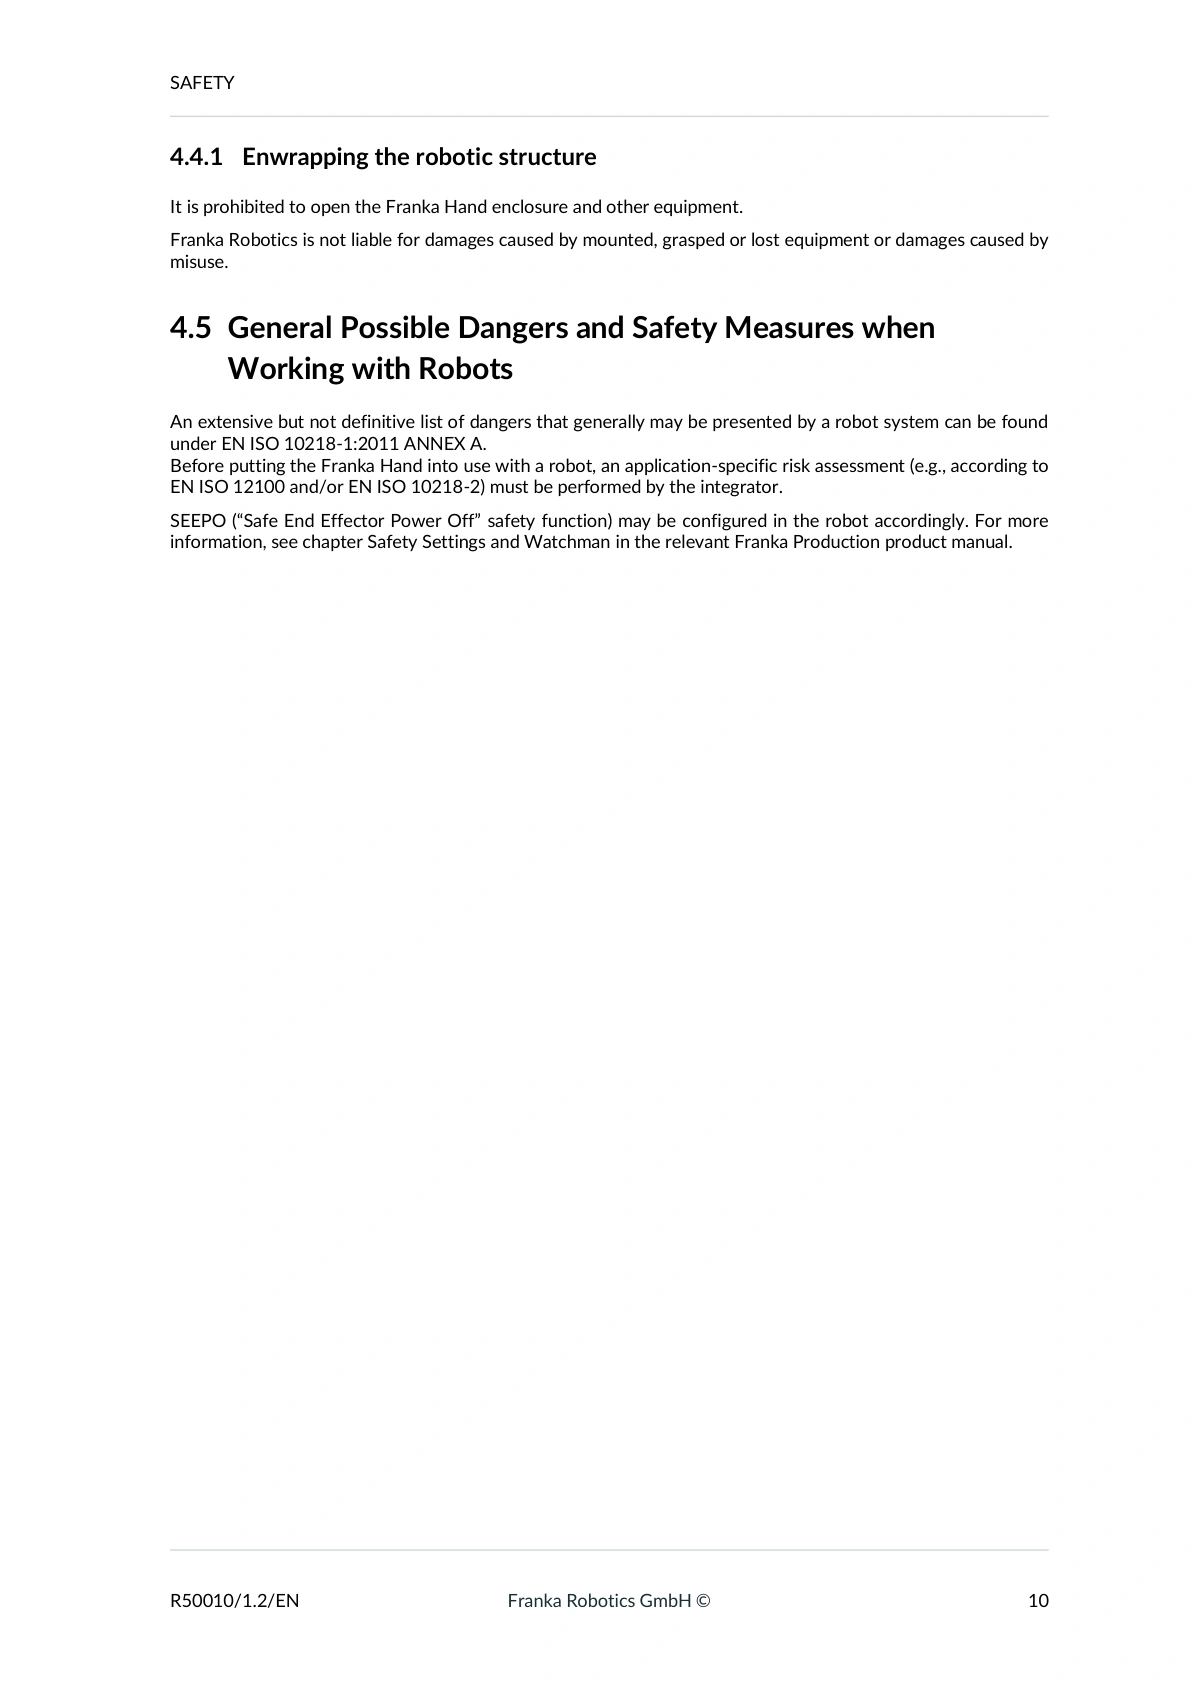 SAFETY
4.4.1 Enwrapping the robotic structure
It is prohibited to open the Franka Hand enclosure and other equipment.
Franka Robotics is not liable for damages caused by mounted, grasped or lost equipment or damages caused by
misuse.
4.5 General Possible Dangers and Safety Measures when
Working with Robots
An extensive but not definitive list of dangers that generally may be presented by a robot system can be found
under EN ISO 10218-1:2011 ANNEX A.
Before putting the Franka Hand into use with a robot, an application-specific risk assessment (e.g., according to
EN ISO 12100 and/or EN ISO 10218-2) must be performed by the integrator.
SEEPO (“Safe End Effector Power Off” safety function) may be configured in the robot accordingly. For more
information, see chapter Safety Settings and Watchman in the relevant Franka Production product manual.
R50010/1.2/EN Franka Robotics GmbH © 10